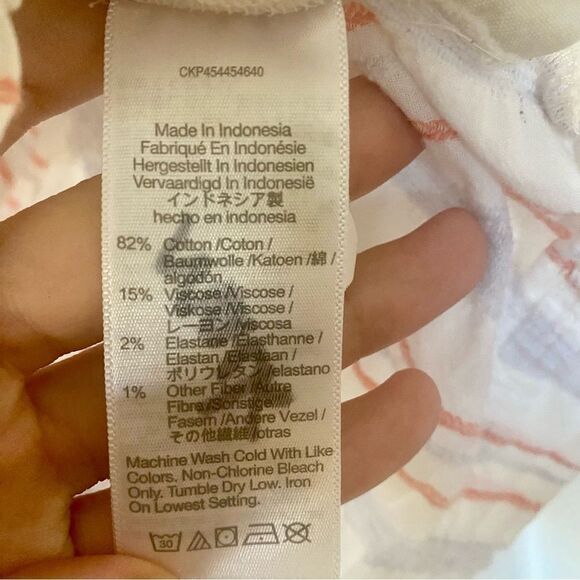 CKP454454640
Made In Indonesia
Fabriqué En Indonésie
Hergestellt In Indonesien
Vervaardigd In Indonesië
インドネシア製
hecho en indonesia
82% Cotton /Coton /
Baumwolle /Katoen /綿 /
algodón
15% Viscose /Viscose /
Viskose /Viscose /
レーヨン /viscosa
2% Elastane /Elasthanne /
Elastan /Elastaan /
ポリウレタン/elastano
1% Other Fiber /Autre
Fibre /Sonstige
Fasern /Andere Vezel /
その他繊維 /otras
Machine Wash Cold With Like
Colors. Non-Chlorine Bleach
Only. Tumble Dry Low. Iron
On Lowest Setting.
30